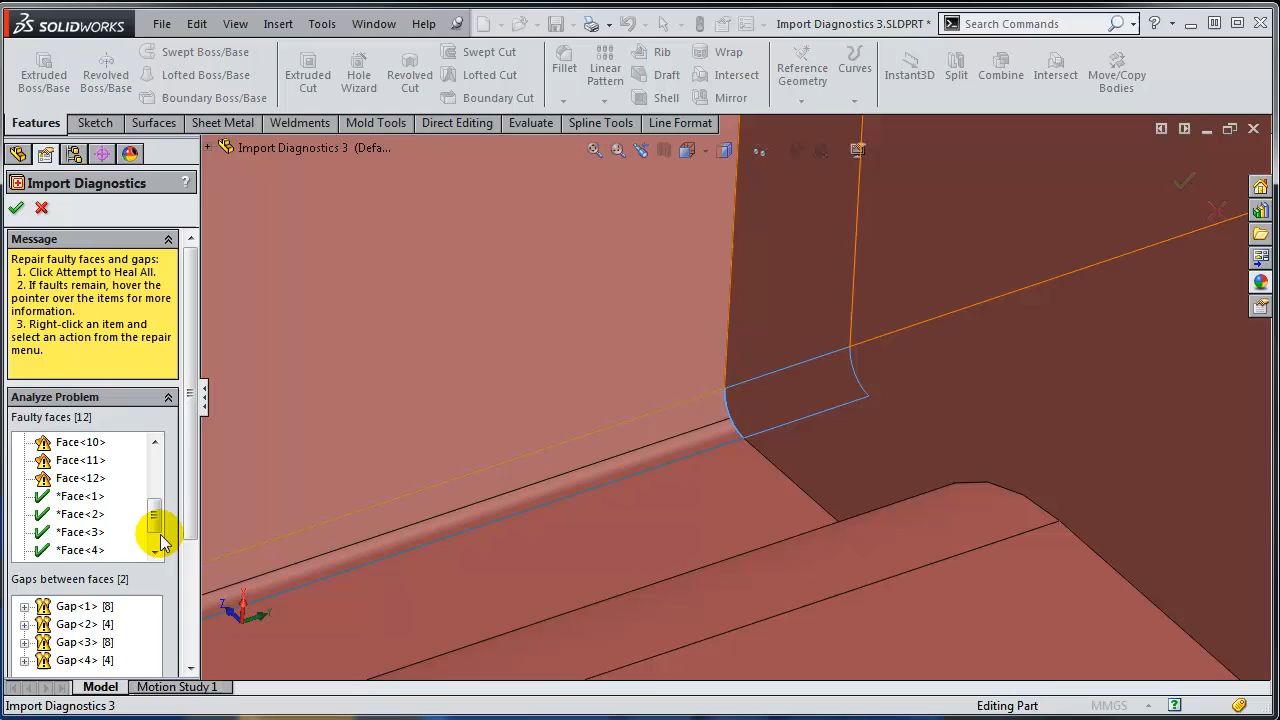 SOLIDWORKS File Edit View Insert Tools Window Help Import Diagnostics 3.SLDPRT * Search Commands
Extruded Boss/Base
Revolved Boss/Base
Swept Boss/Base
Lofted Boss/Base
Boundary Boss/Base
Extruded Cut
Hole Wizard
Revolved Cut
Swept Cut
Lofted Cut
Boundary Cut
Fillet
Linear Pattern
Rib
Draft
Shell
Wrap
Intersect
Mirror
Reference Geometry
Curves
Instant3D
Split
Combine
Intersect
Move/Copy Bodies
Features Sketch Surfaces Sheet Metal Weldments Mold Tools Direct Editing Evaluate Spline Tools Line Format
Import Diagnostics 3 (Defa...
Import Diagnostics ?
Message
Repair faulty faces and gaps:
1. Click Attempt to Heal All.
2. If faults remain, hover the
pointer over the items for more
information.
3. Right-click an item and
select an action from the repair
menu.
Analyze Problem
Faulty faces [12]
Face<10>
Face<11>
Face<12>
*Face<1>
*Face<2>
*Face<3>
*Face<4>
Gaps between faces [2]
Gap<1> [8]
Gap<2> [4]
Gap<3> [8]
Gap<4> [4]
X
Y
Z
Model Motion Study 1
Import Diagnostics 3 Editing Part MMGS